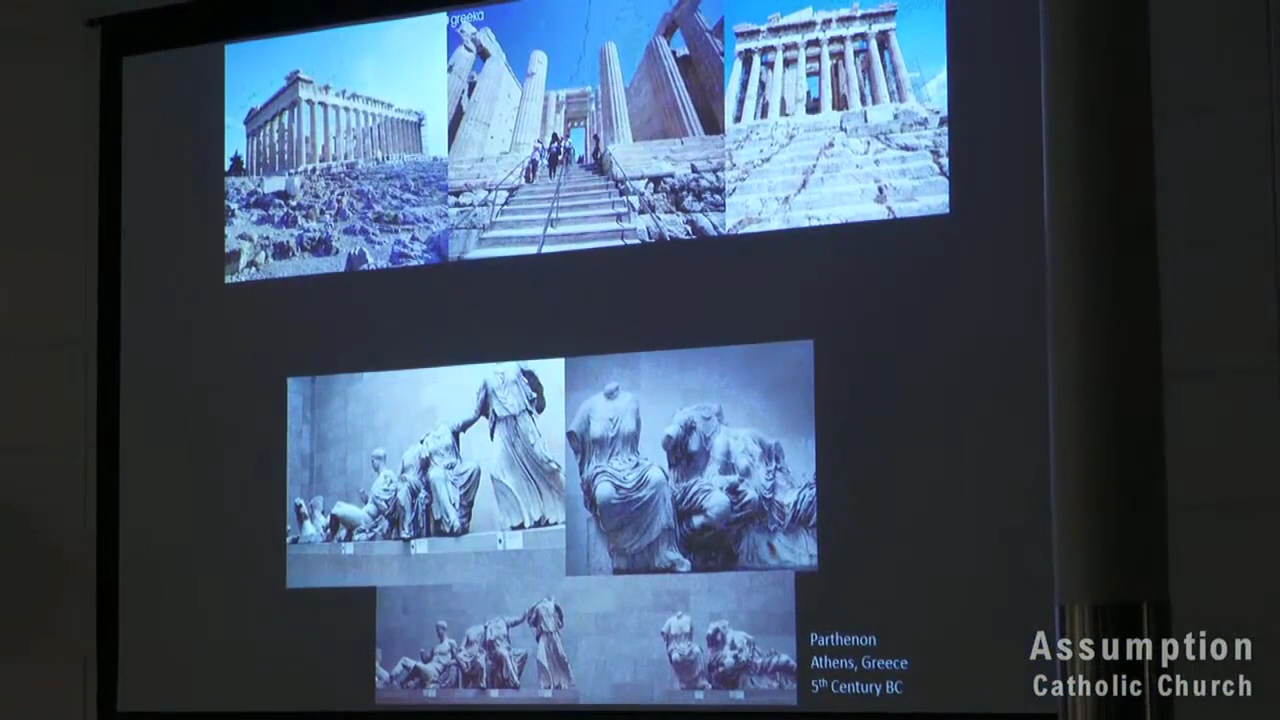 greeka
Parthenon
Athens, Greece
5th Century BC
Assumption
Catholic Church